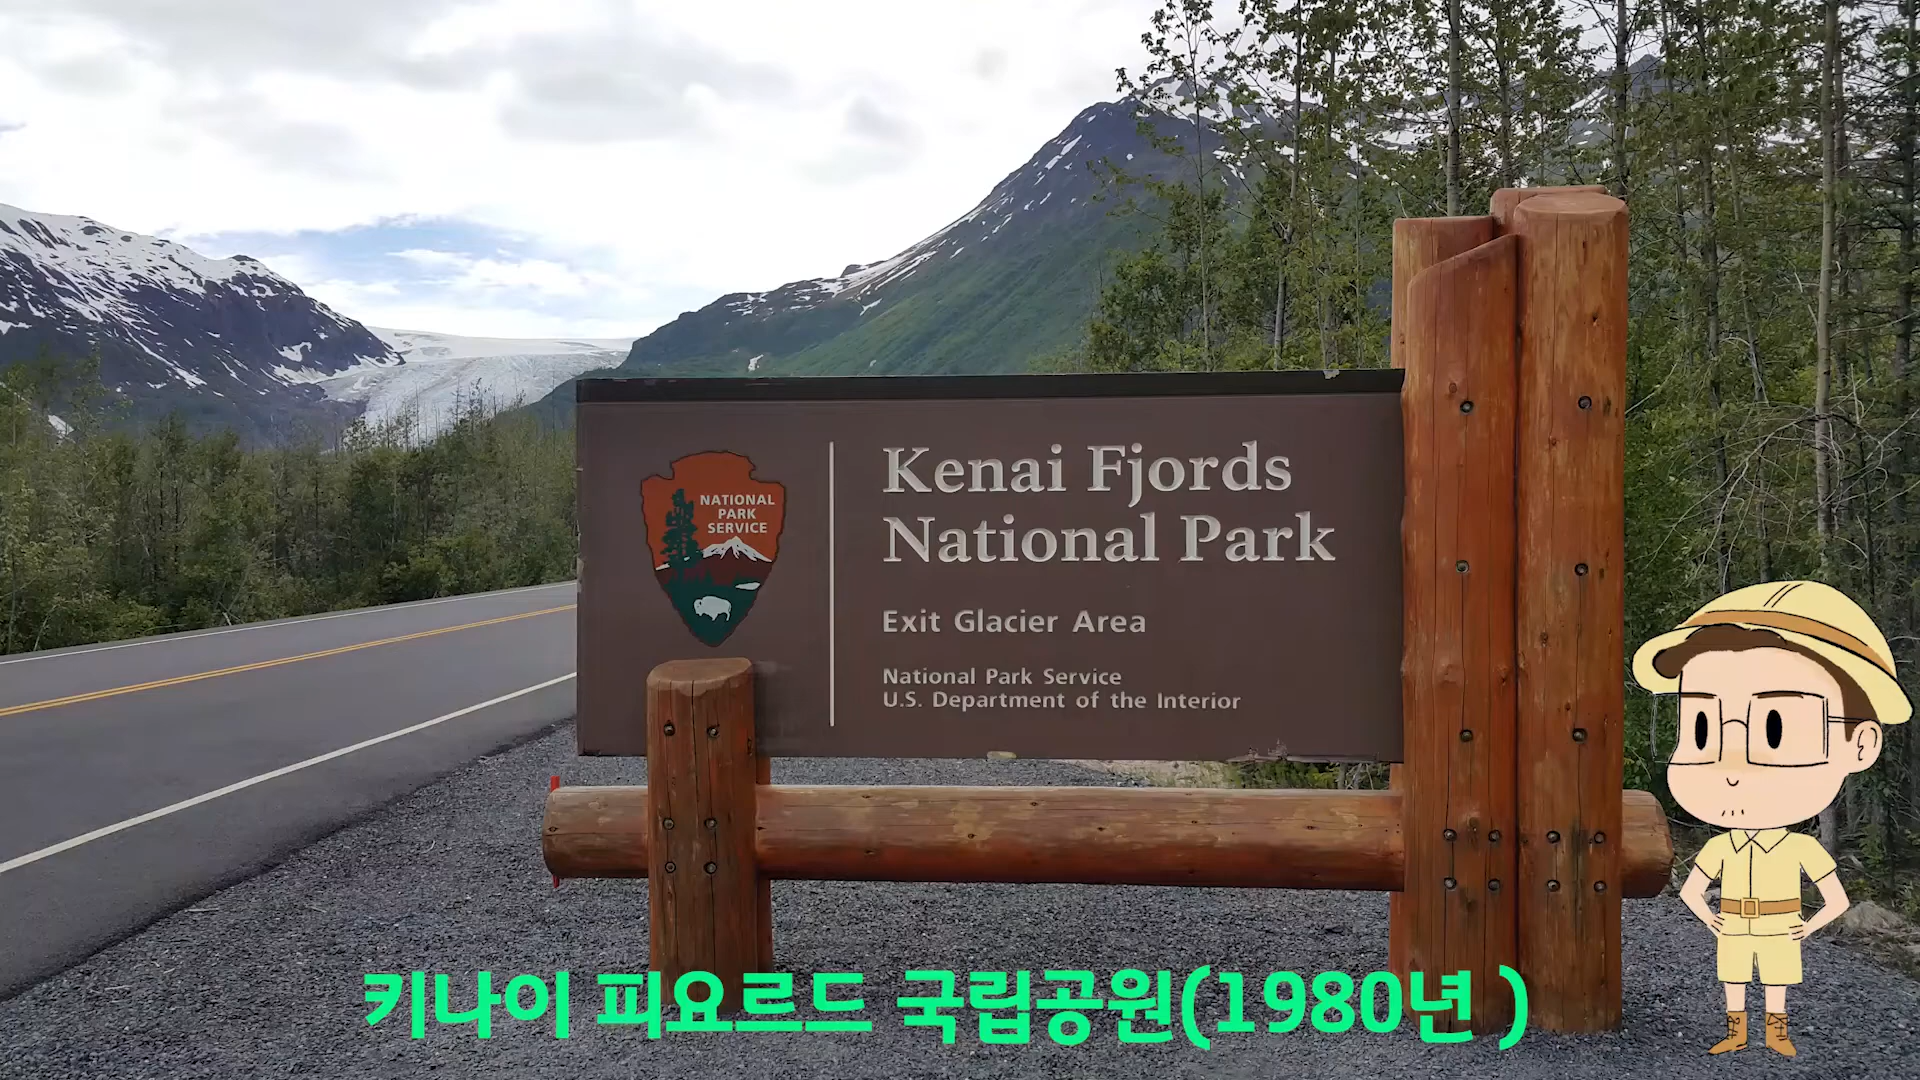 NATIONAL
PARK
SERVICE
Kenai Fjords
National Park
Exit Glacier Area
National Park Service
U.S. Department of the Interior
키나이 피요르드 국립공원(1980년 )